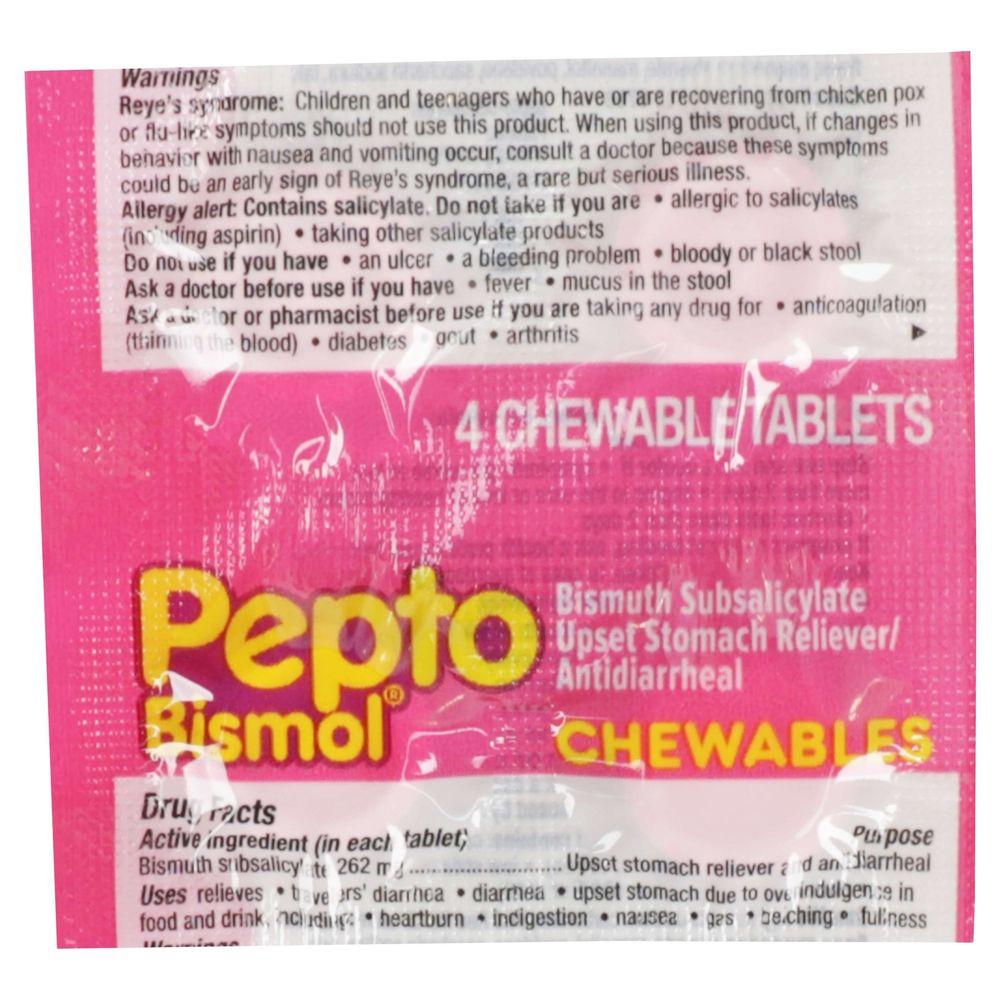 Warnings
Reye's syndrome: Children and teenagers who have or are recovering from chicken pox
or flu-like symptoms should not use this product. When using this product, if changes in
behavior with nausea and vomiting occur, consult a doctor because these symptoms
could be an early sign of Reye's syndrome, a rare but serious illness.
Allergy alert: Contains salicylate. Do not take if you are • allergic to salicylates
(including aspirin) • taking other salicylate products
Do not use if you have • an ulcer • a bleeding problem • bloody or black stool
Ask a doctor before use if you have • fever • mucus in the stool
Ask a doctor or pharmacist before use if you are taking any drug for • anticoagulation
(thinning the blood) • diabetes • gout • arthritis
4 CHEWABLE TABLETS
Pepto
Bismol®
Bismuth Subsalicylate
Upset Stomach Reliever/
Antidiarrheal
CHEWABLES
Drug Facts
Active ingredient (in each tablet) Purpose
Bismuth subsalicylate 262 mg ........................ Upset stomach reliever and antidiarrheal
Uses relieves • travelers' diarrhea • diarrhea • upset stomach due to overindulgence in
food and drink, including: • heartburn • indigestion • nausea • gas • belching • fullness
Warnings